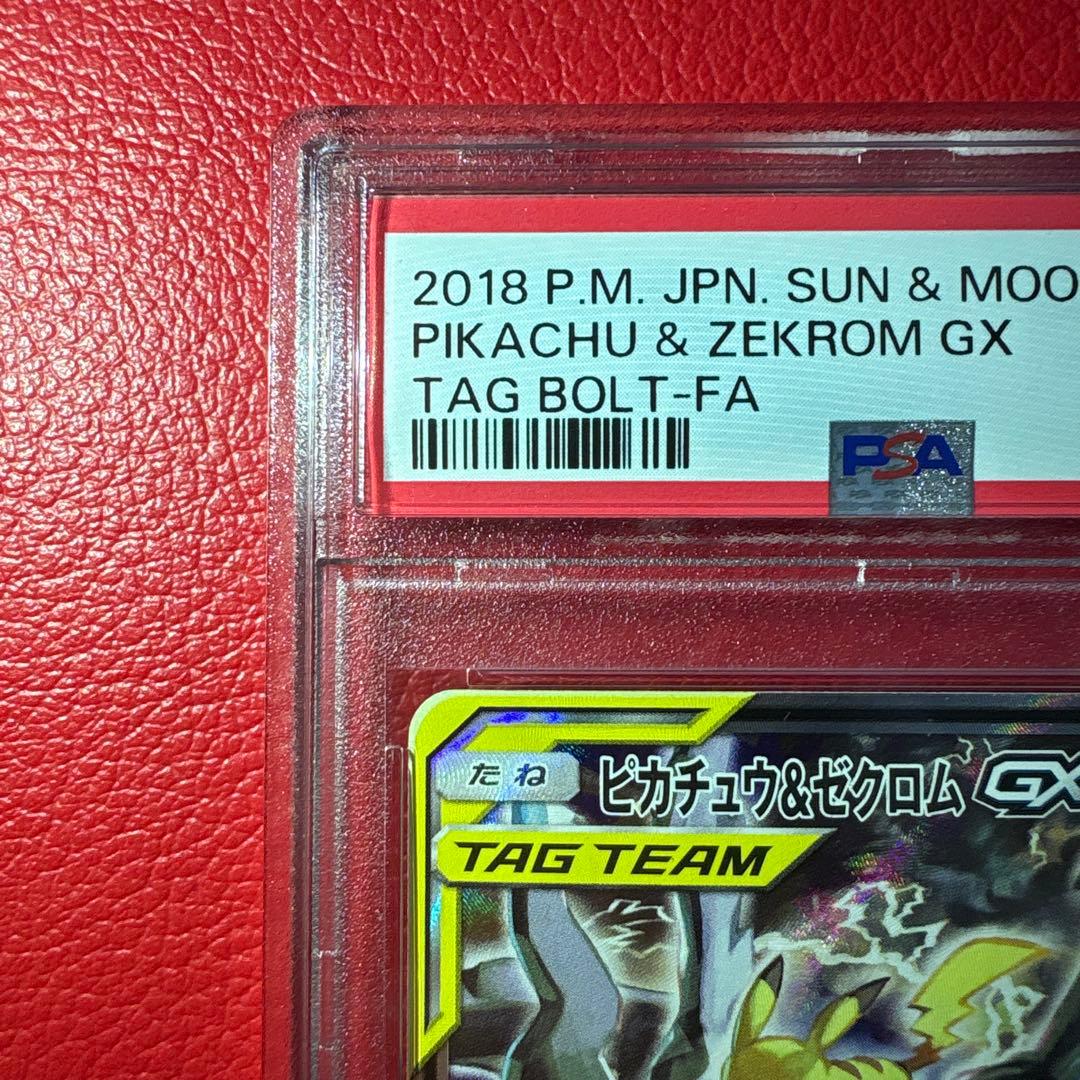 2018 P.M. JPN. SUN & MOO
PIKACHU & ZEKROM GX
TAG BOLT-FA
PSA
たね ピカチュウ&ゼクロム GX
TAG TEAM